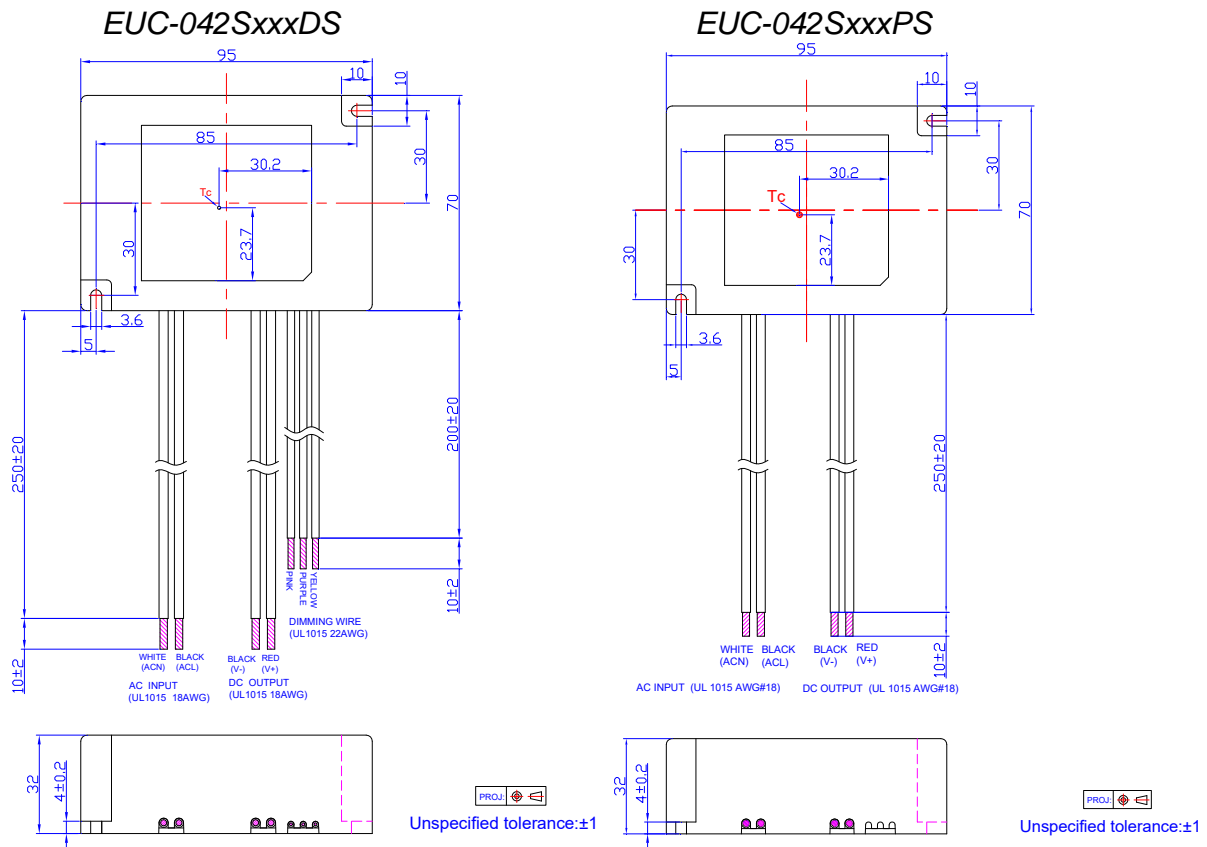 EUC-042SxxxDS
95
10
10
85
30.2
30
Tc
70
30
23.7
3.6
5
250±20
200±20
PINK
PURPLE
YELLOW
10±2
DIMMING WIRE
(UL1015 22AWG)
10±2
WHITE
(ACN)
BLACK
(ACL)
BLACK
(V-)
RED
(V+)
AC INPUT
(UL1015 18AWG)
DC OUTPUT
(UL1015 18AWG)
32
4±0.2
PROJ:
Unspecified tolerance:±1
EUC-042SxxxPS
95
10
10
85
30.2
30
Tc
70
30
23.7
3.6
5
250±20
10±2
WHITE
(ACN)
BLACK
(ACL)
BLACK
(V-)
RED
(V+)
AC INPUT (UL 1015 AWG#18)
DC OUTPUT (UL 1015 AWG#18)
32
4±0.2
PROJ:
Unspecified tolerance:±1